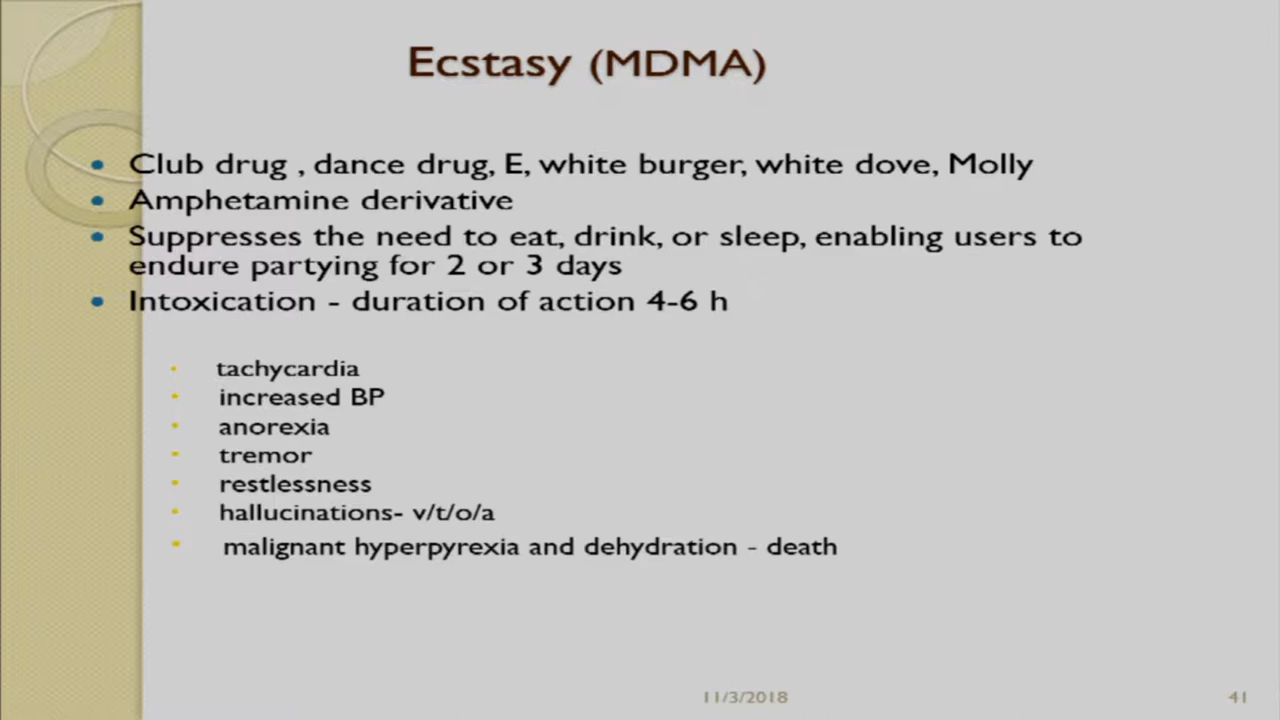 Ecstasy (MDMA)
Club drug , dance drug, E, white burger, white dove, Molly
Amphetamine derivative
Suppresses the need to eat, drink, or sleep, enabling users to
endure partying for 2 or 3 days
Intoxication - duration of action 4-6 h
tachycardia
increased BP
anorexia
tremor
restlessness
hallucinations- v/t/o/a
malignant hyperpyrexia and dehydration - death
11/3/2018
41